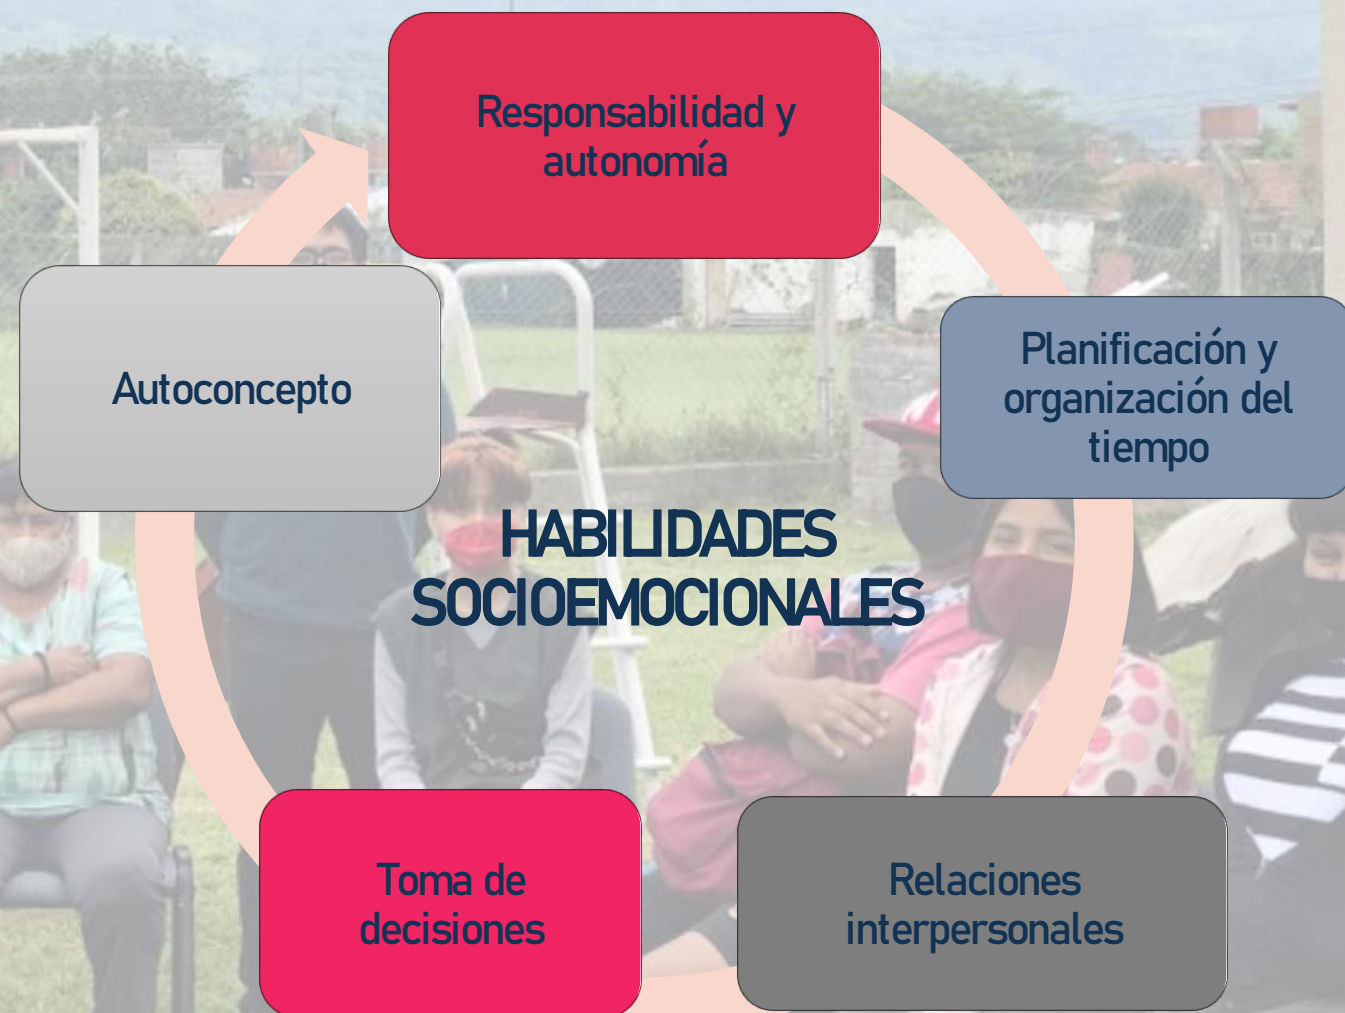 Responsabilidad y
autonomía
Planificación y
organización del
tiempo
Relaciones
interpersonales
Toma de
decisiones
Autoconcepto
HABILIDADES
SOCIOEMOCIONALES